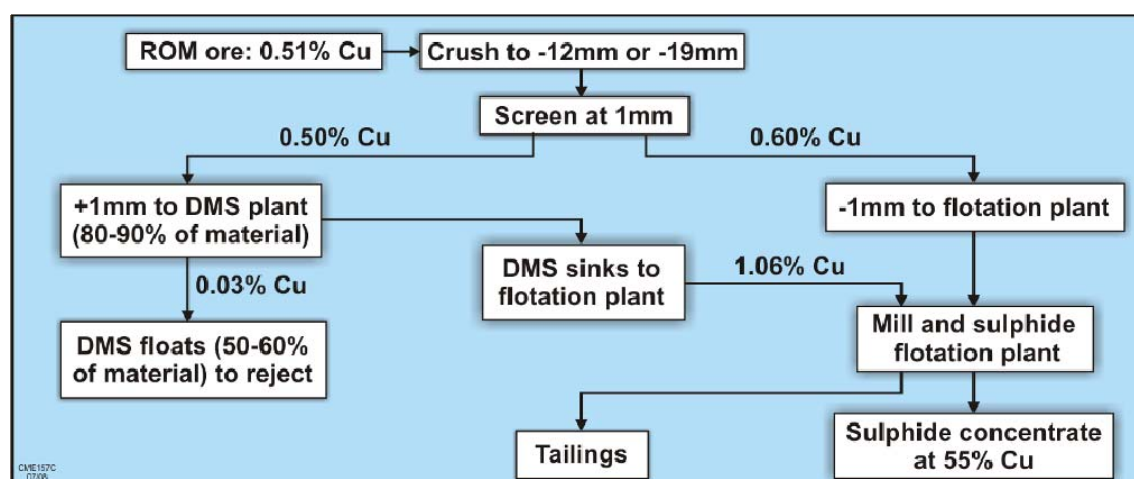 ROM ore: 0.51% Cu
Crush to -12mm or -19mm
Screen at 1mm
0.50% Cu
0.60% Cu
+1mm to DMS plant
(80-90% of material)
-1mm to flotation plant
DMS sinks to
flotation plant
1.06% Cu
0.03% Cu
DMS floats (50-60%
of material) to reject
Mill and sulphide
flotation plant
Tailings
Sulphide concentrate
at 55% Cu
CME157C
07/08